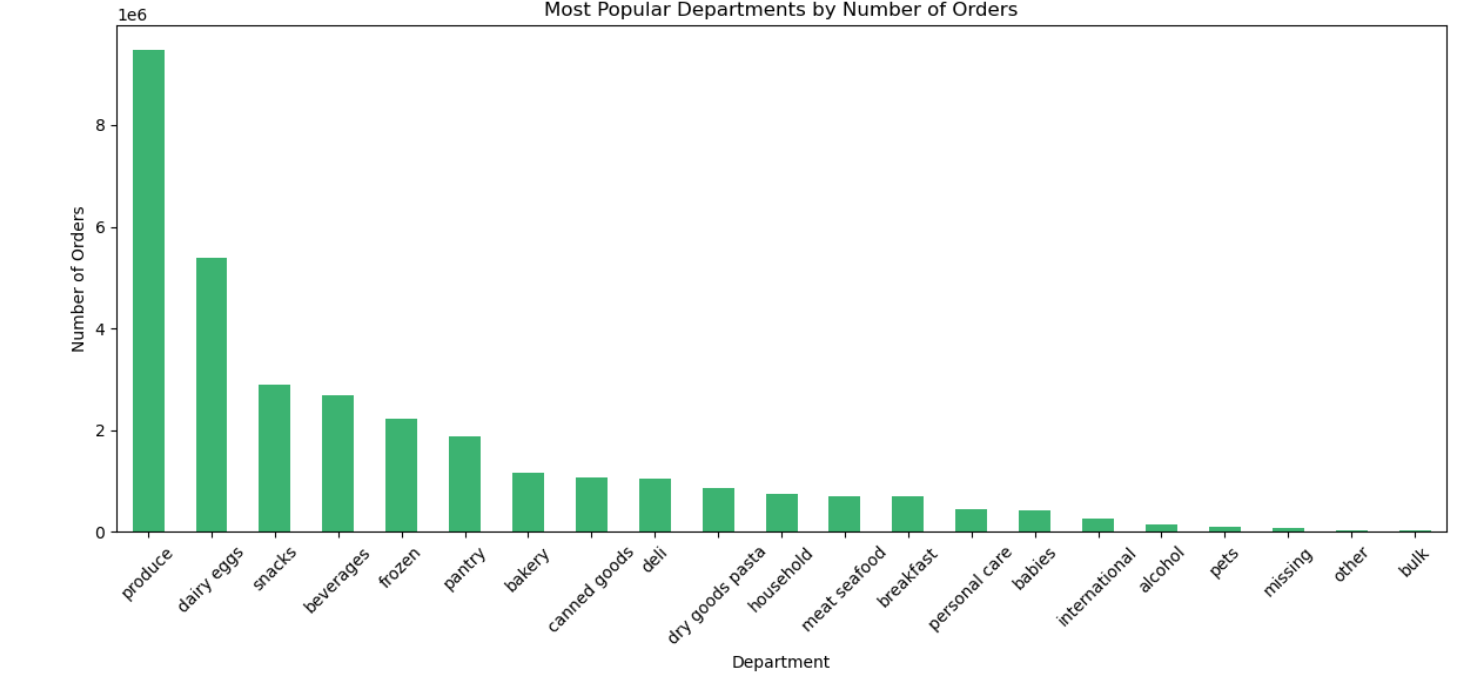 Most Popular Departments by Number of Orders
1e6
8
6
4
2
0
Number of Orders
produce
dairy eggs
snacks
beverages
frozen
pantry
bakery
canned goods
deli
dry goods pasta
household
meat seafood
breakfast
personal care
babies
international
alcohol
pets
missing
other
bulk
Department